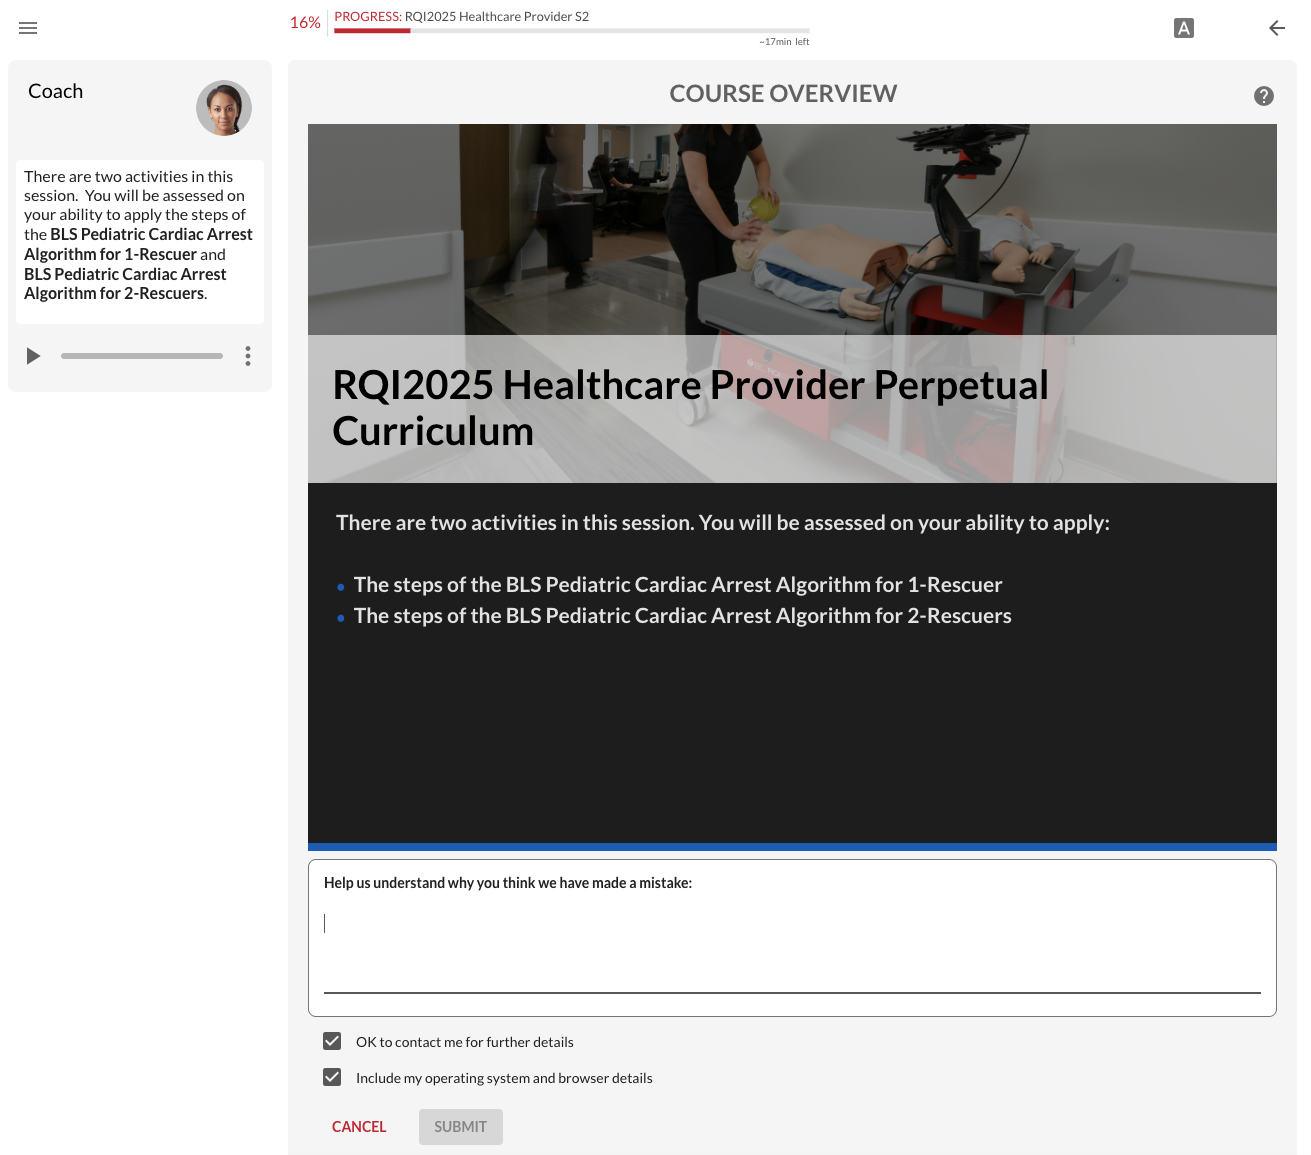 16%
PROGRESS: RQI2025 Healthcare Provider S2
~17min left
A
Coach
There are two activities in this
session. You will be assessed on
your ability to apply the steps of
the BLS Pediatric Cardiac Arrest
Algorithm for 1-Rescuer and
BLS Pediatric Cardiac Arrest
Algorithm for 2-Rescuers.
COURSE OVERVIEW
?
RQI2025 Healthcare Provider Perpetual
Curriculum
There are two activities in this session. You will be assessed on your ability to apply:
• The steps of the BLS Pediatric Cardiac Arrest Algorithm for 1-Rescuer
• The steps of the BLS Pediatric Cardiac Arrest Algorithm for 2-Rescuers
Help us understand why you think we have made a mistake:
OK to contact me for further details
Include my operating system and browser details
CANCEL
SUBMIT